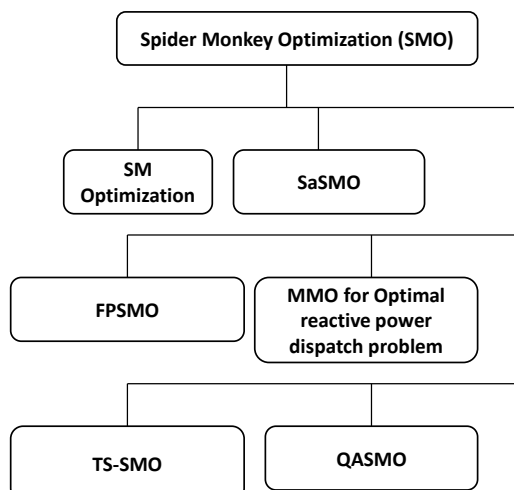 Spider Monkey Optimization (SMO)
SM
Optimization
SaSMO
FPSMO
MMO for Optimal
reactive power
dispatch problem
TS-SMO
QASMO